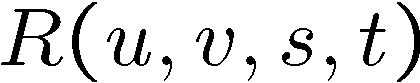 R(u, v, s, t)